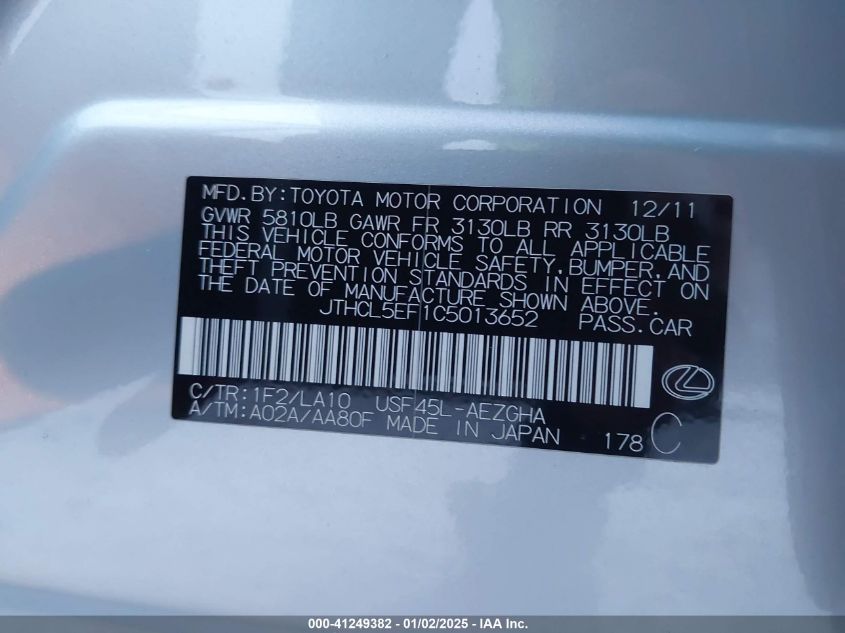 MFD.BY:TOYOTA MOTOR CORPORATION 12/11
GVWR 5810LB GAWR FR 3130LB RR 3130LB
THIS VEHICLE CONFORMS TO ALL APPLICABLE
FEDERAL MOTOR VEHICLE SAFETY,BUMPER,AND
THEFT PREVENTION STANDARDS IN EFFECT ON
THE DATE OF MANUFACTURE SHOWN ABOVE.
JTHCL5EF1C5013652 PASS.CAR
C/TR:1F2/LA10 USF45L-AEZGHA
A/TM:A02A/AA80F MADE IN JAPAN 178 C
000-41249382 - 01/02/2025 - IAA Inc.